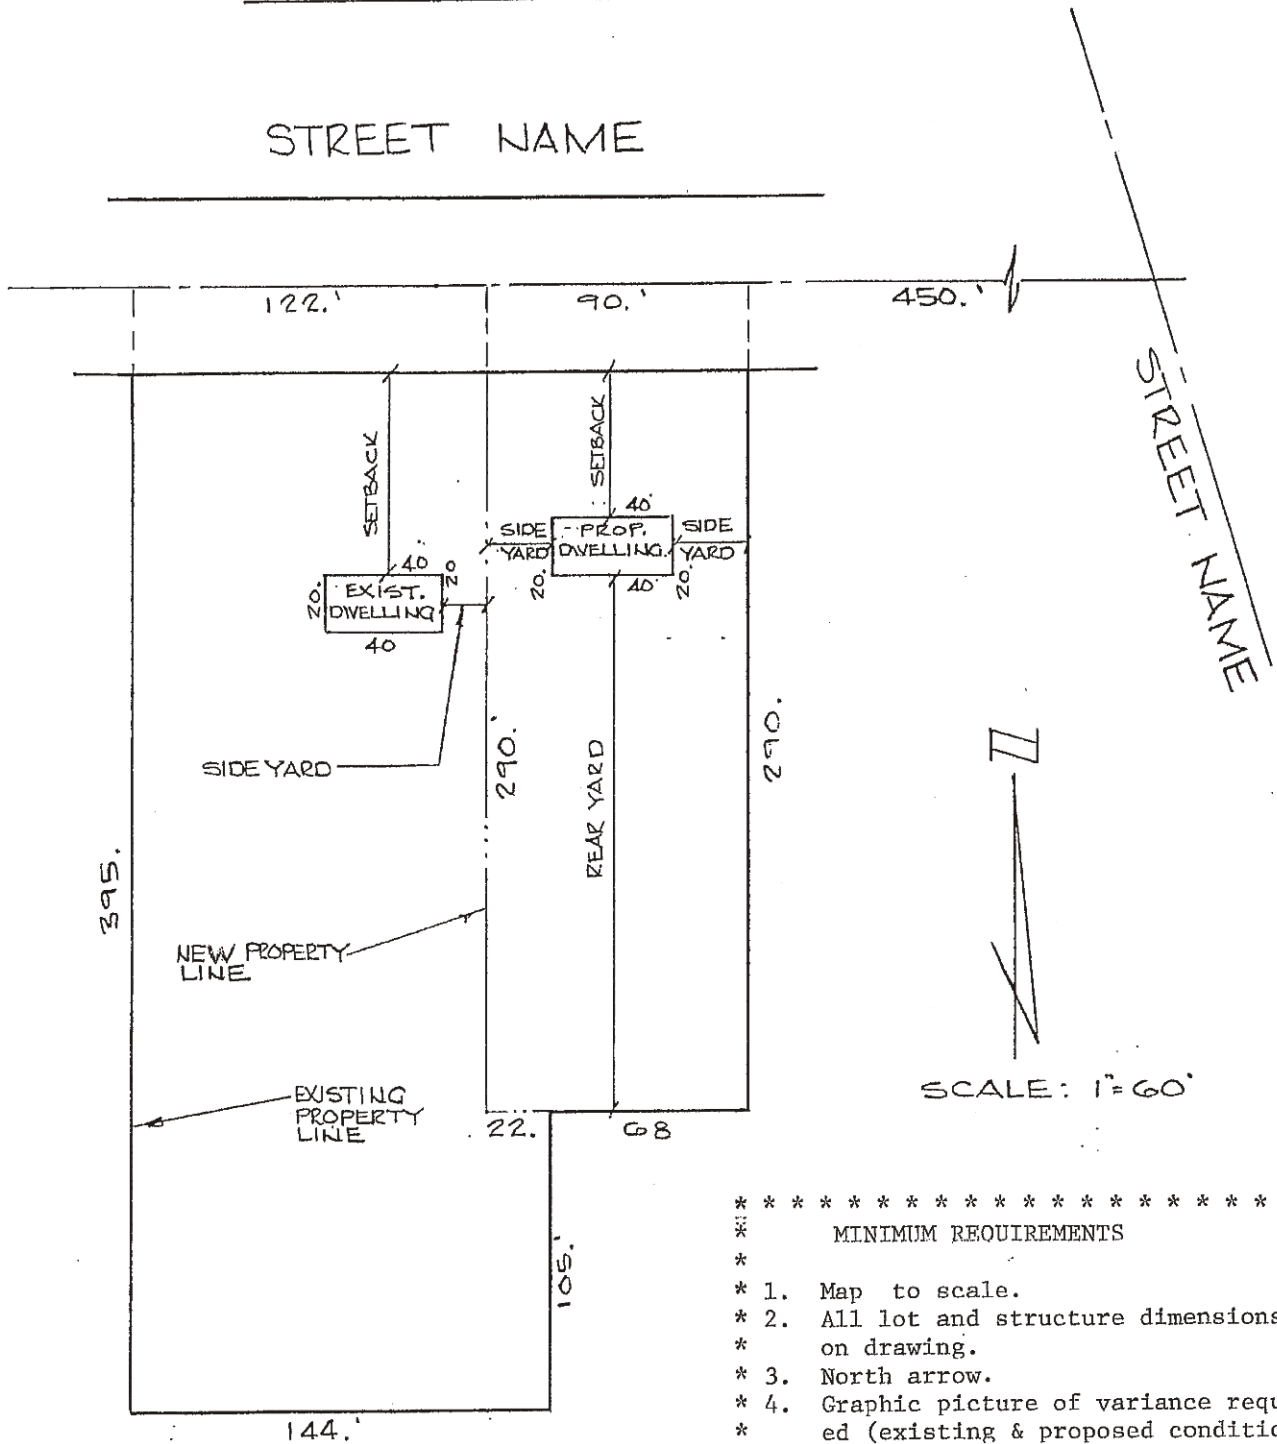 STREET NAME
122.' 90.' 450.'
STREET NAME
SETBACK
SETBACK
40'
SIDE
YARD
PROP.
DWELLING.
SIDE
YARD
20.
40'
20.
40'
20
20.
EXIST.
DWELLING
40
SIDE YARD
290.'
REAR YARD
290.
395.
NEW PROPERTY
LINE
EXISTING
PROPERTY
LINE
22. 68
105.'
144.'
N
SCALE: 1"=60'
* * * * * * * * * * * * * * * * * * *
* MINIMUM REQUIREMENTS
*
* 1. Map to scale.
* 2. All lot and structure dimensions
* on drawing.
* 3. North arrow.
* 4. Graphic picture of variance requ
* ed (existing & proposed conditio